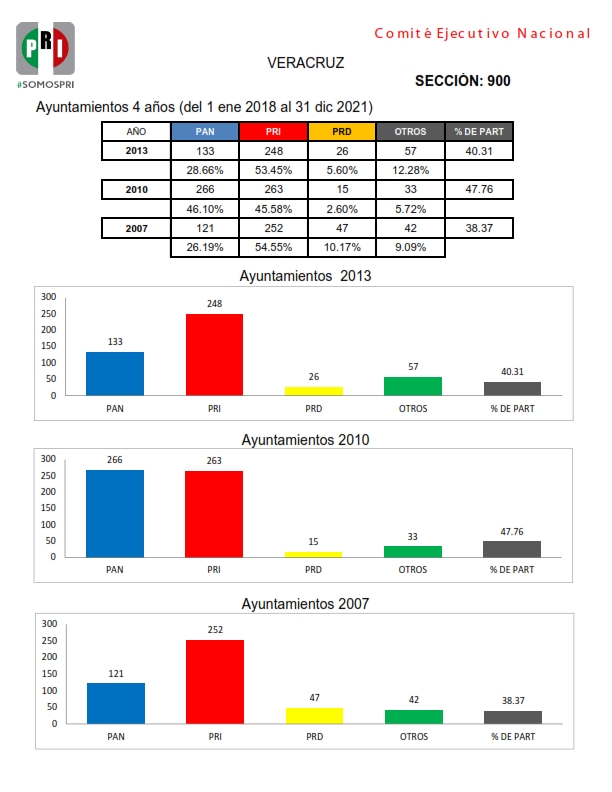 Comité Ejecutivo Nacional
PRI
#SOMOSPRI
VERACRUZ
SECCIÓN: 900
Ayuntamientos 4 años (del 1 ene 2018 al 31 dic 2021)
AÑO PAN PRI PRD OTROS % DE PART
2013 133 248 26 57 40.31
28.66% 53.45% 5.60% 12.28%
2010 266 263 15 33 47.76
46.10% 45.58% 2.60% 5.72%
2007 121 252 47 42 38.37
26.19% 54.55% 10.17% 9.09%
Ayuntamientos 2013
300
250
200
150
100
50
0
133 248 26 57 40.31
PAN PRI PRD OTROS % DE PART
Ayuntamientos 2010
300
250
200
150
100
50
0
266 263 15 33 47.76
PAN PRI PRD OTROS % DE PART
Ayuntamientos 2007
300
250
200
150
100
50
0
121 252 47 42 38.37
PAN PRI PRD OTROS % DE PART